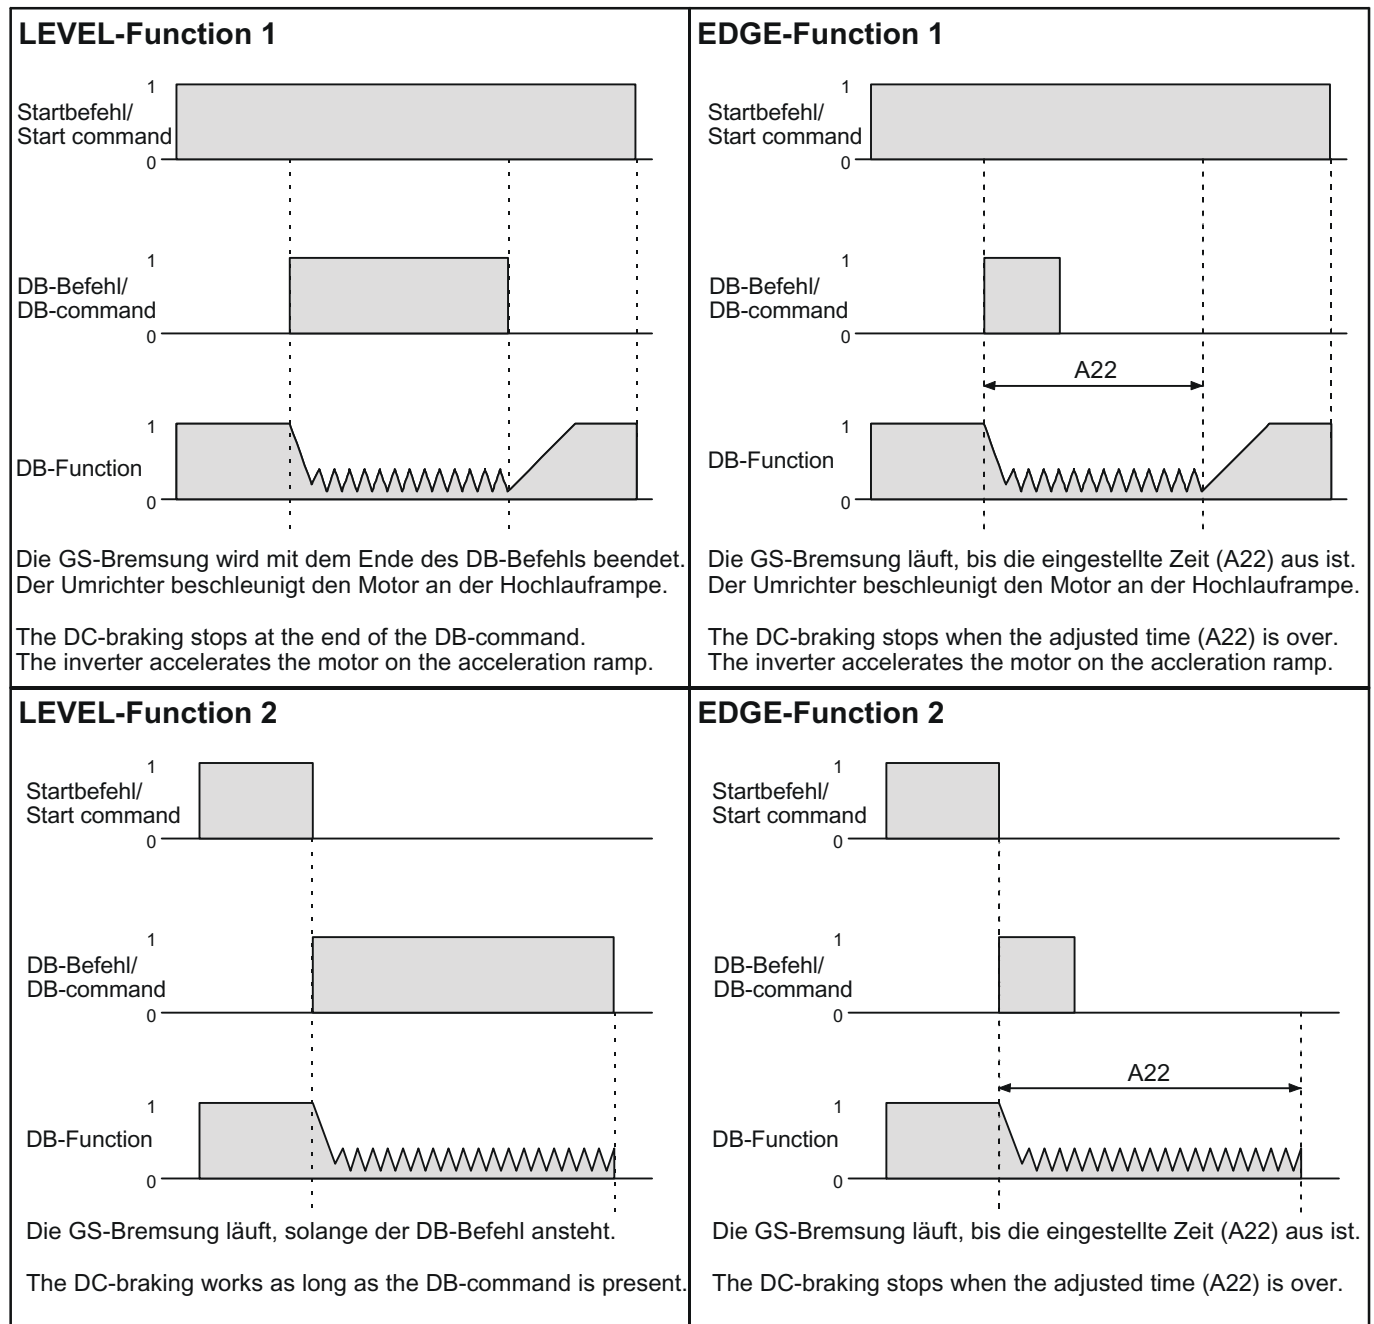 LEVEL-Function 1
1
Startbefehl/
Start command
0
1
DB-Befehl/
DB-command
0
1
DB-Function
0
Die GS-Bremsung wird mit dem Ende des DB-Befehls beendet.
Der Umrichter beschleunigt den Motor an der Hochlauframpe.
The DC-braking stops at the end of the DB-command.
The inverter accelerates the motor on the acceleration ramp.
EDGE-Function 1
1
Startbefehl/
Start command
0
1
DB-Befehl/
DB-command
0
A22
1
DB-Function
0
Die GS-Bremsung läuft, bis die eingestellte Zeit (A22) aus ist.
Der Umrichter beschleunigt den Motor an der Hochlauframpe.
The DC-braking stops when the adjusted time (A22) is over.
The inverter accelerates the motor on the accleration ramp.
LEVEL-Function 2
1
Startbefehl/
Start command
0
1
DB-Befehl/
DB-command
0
1
DB-Function
0
Die GS-Bremsung läuft, solange der DB-Befehl ansteht.
The DC-braking works as long as the DB-command is present.
EDGE-Function 2
1
Startbefehl/
Start command
0
1
DB-Befehl/
DB-command
0
A22
1
DB-Function
0
Die GS-Bremsung läuft, bis die eingestellte Zeit (A22) aus ist.
The DC-braking stops when the adjusted time (A22) is over.